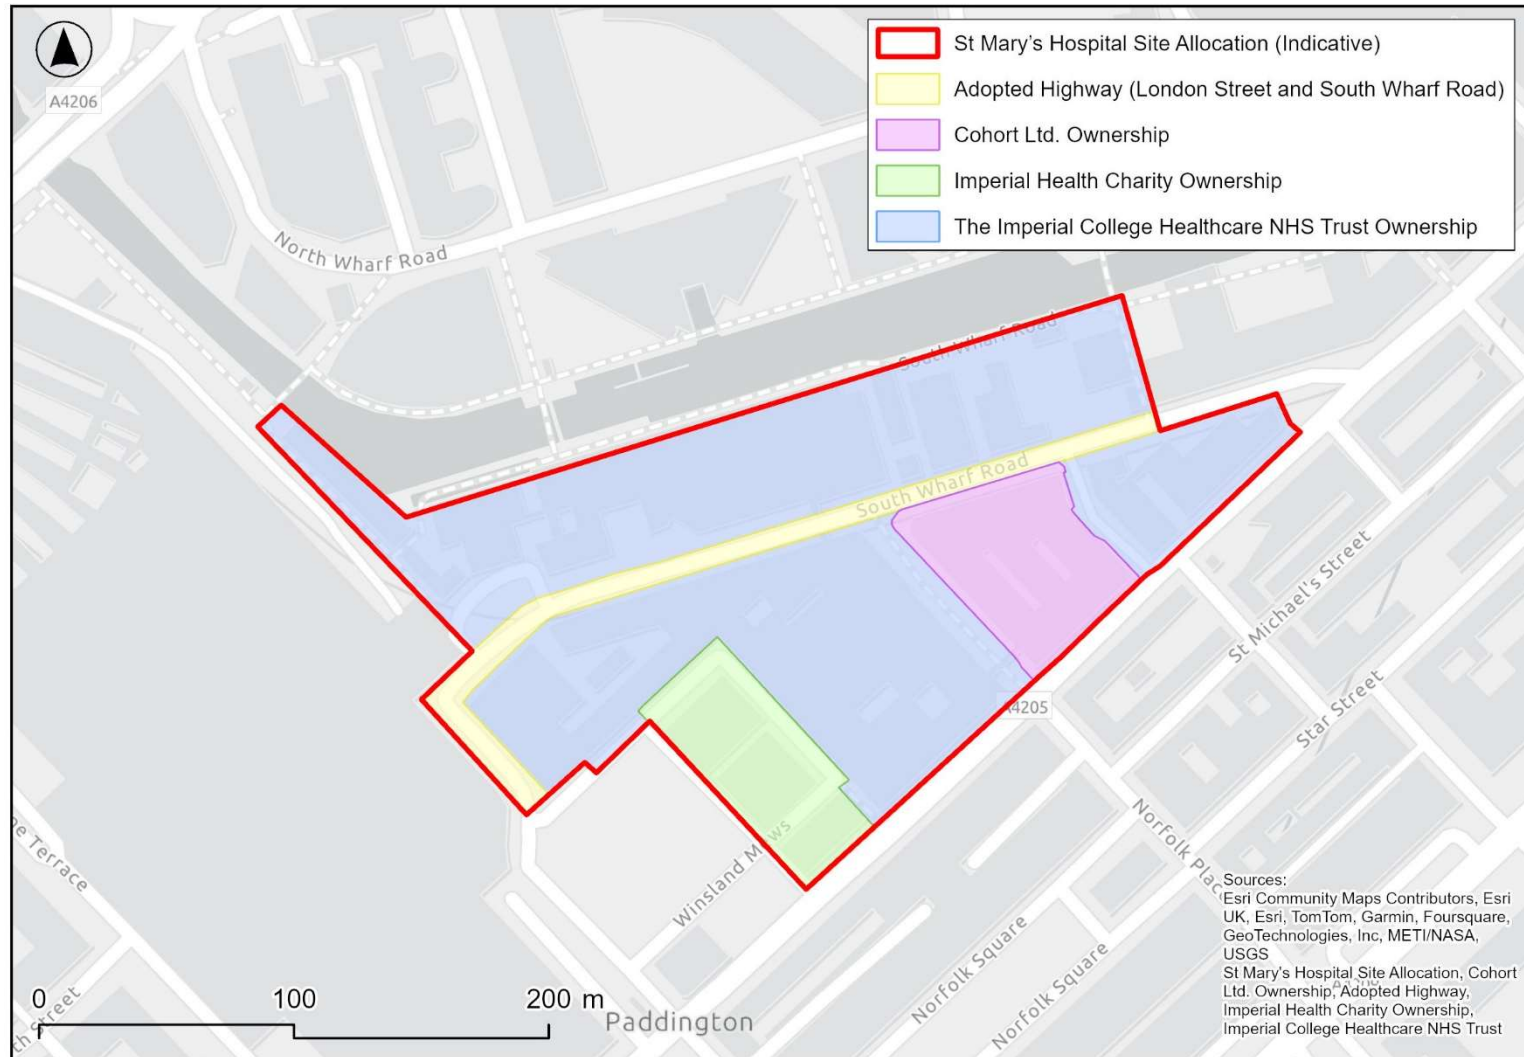 A4206
St Mary's Hospital Site Allocation (Indicative)
Adopted Highway (London Street and South Wharf Road)
Cohort Ltd. Ownership
Imperial Health Charity Ownership
The Imperial College Healthcare NHS Trust Ownership
North Wharf Road
South Wharf Road
South Wharf Road
St Michael's Street
Star Street
A4205
Norfolk Place
Winsland Mews
Norfolk Square
Norfolk Square
Terrace
Street
Paddington
0 100 200 m
Sources:
Esri Community Maps Contributors, Esri
UK, Esri, TomTom, Garmin, Foursquare,
GeoTechnologies, Inc, METI/NASA,
USGS
St Mary's Hospital Site Allocation, Cohort
Ltd. Ownership, Adopted Highway,
Imperial Health Charity Ownership,
Imperial College Healthcare NHS Trust